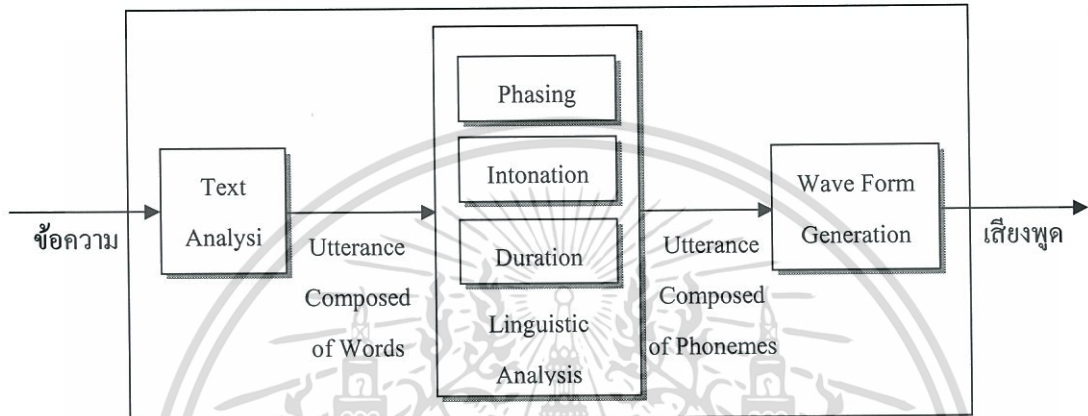 ข้อความ
Text
Analysi
Utterance
Composed
of Words
Phasing
Intonation
Duration
Linguistic
Analysis
Utterance
Composed
of Phonemes
Wave Form
Generation
เสียงพูด